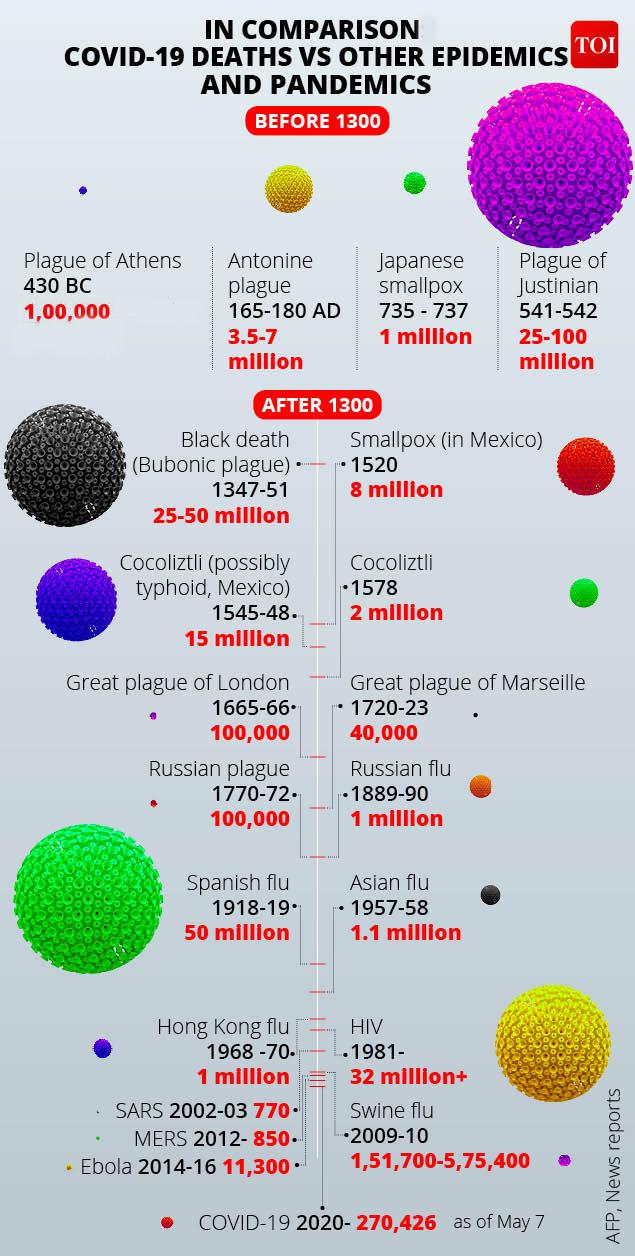 IN COMPARISON
COVID-19 DEATHS VS OTHER EPIDEMICS
AND PANDEMICS
TOI
BEFORE 1300
Plague of Athens
430 BC
1,00,000
Antonine
plague
165-180 AD
3.5-7
million
Japanese
smallpox
735 - 737
1 million
Plague of
Justinian
541-542
25-100
million
AFTER 1300
Black death
(Bubonic plague)
1347-51
25-50 million
Smallpox (in Mexico)
1520
8 million
Cocoliztli (possibly
typhoid, Mexico)
1545-48
15 million
Cocoliztli
1578
2 million
Great plague of London
1665-66
100,000
Great plague of Marseille
1720-23
40,000
Russian plague
1770-72
100,000
Russian flu
1889-90
1 million
Spanish flu
1918-19
50 million
Asian flu
1957-58
1.1 million
Hong Kong flu
1968 -70
1 million
HIV
1981-
32 million+
SARS 2002-03 770
MERS 2012- 850
Ebola 2014-16 11,300
Swine flu
2009-10
1,51,700-5,75,400
COVID-19 2020- 270,426 as of May 7
AFP, News reports